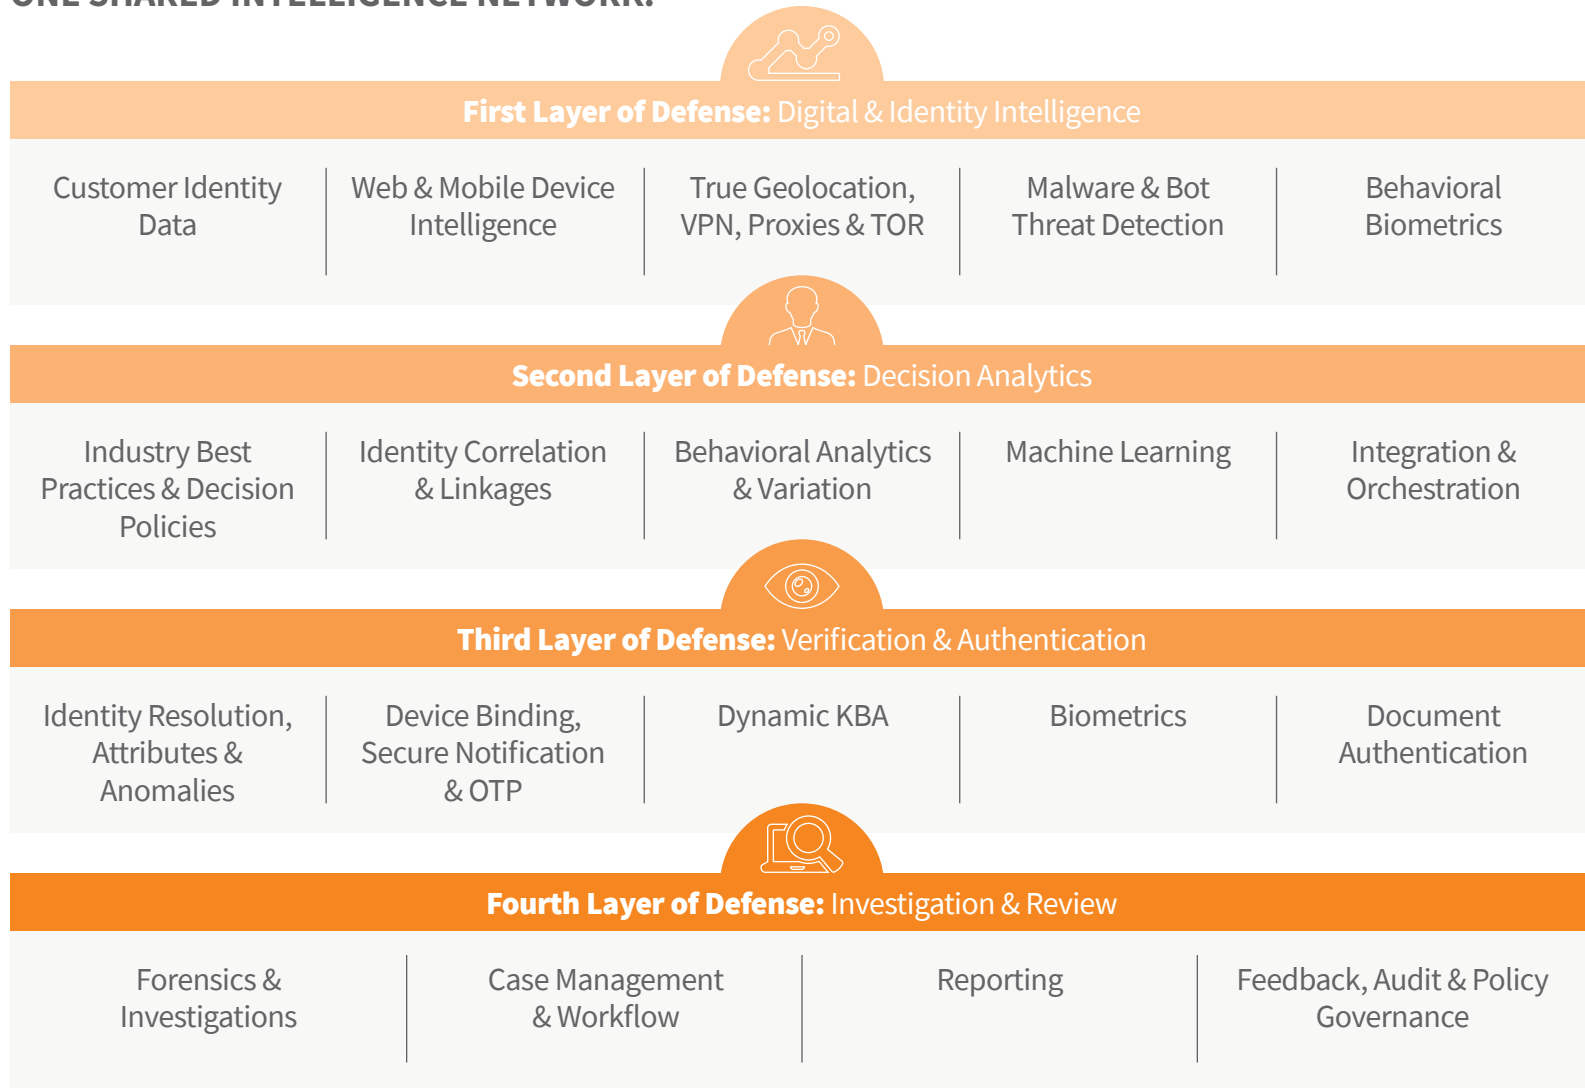 ONE SHARED INTELLIGENCE NETWORK.
First Layer of Defense: Digital & Identity Intelligence
Customer Identity
Data
Web & Mobile Device
Intelligence
True Geolocation,
VPN, Proxies & TOR
Malware & Bot
Threat Detection
Behavioral
Biometrics
Second Layer of Defense: Decision Analytics
Industry Best
Practices & Decision
Policies
Identity Correlation
& Linkages
Behavioral Analytics
& Variation
Machine Learning
Integration &
Orchestration
Third Layer of Defense: Verification & Authentication
Identity Resolution,
Attributes &
Anomalies
Device Binding,
Secure Notification
& OTP
Dynamic KBA
Biometrics
Document
Authentication
Fourth Layer of Defense: Investigation & Review
Forensics &
Investigations
Case Management
& Workflow
Reporting
Feedback, Audit & Policy
Governance